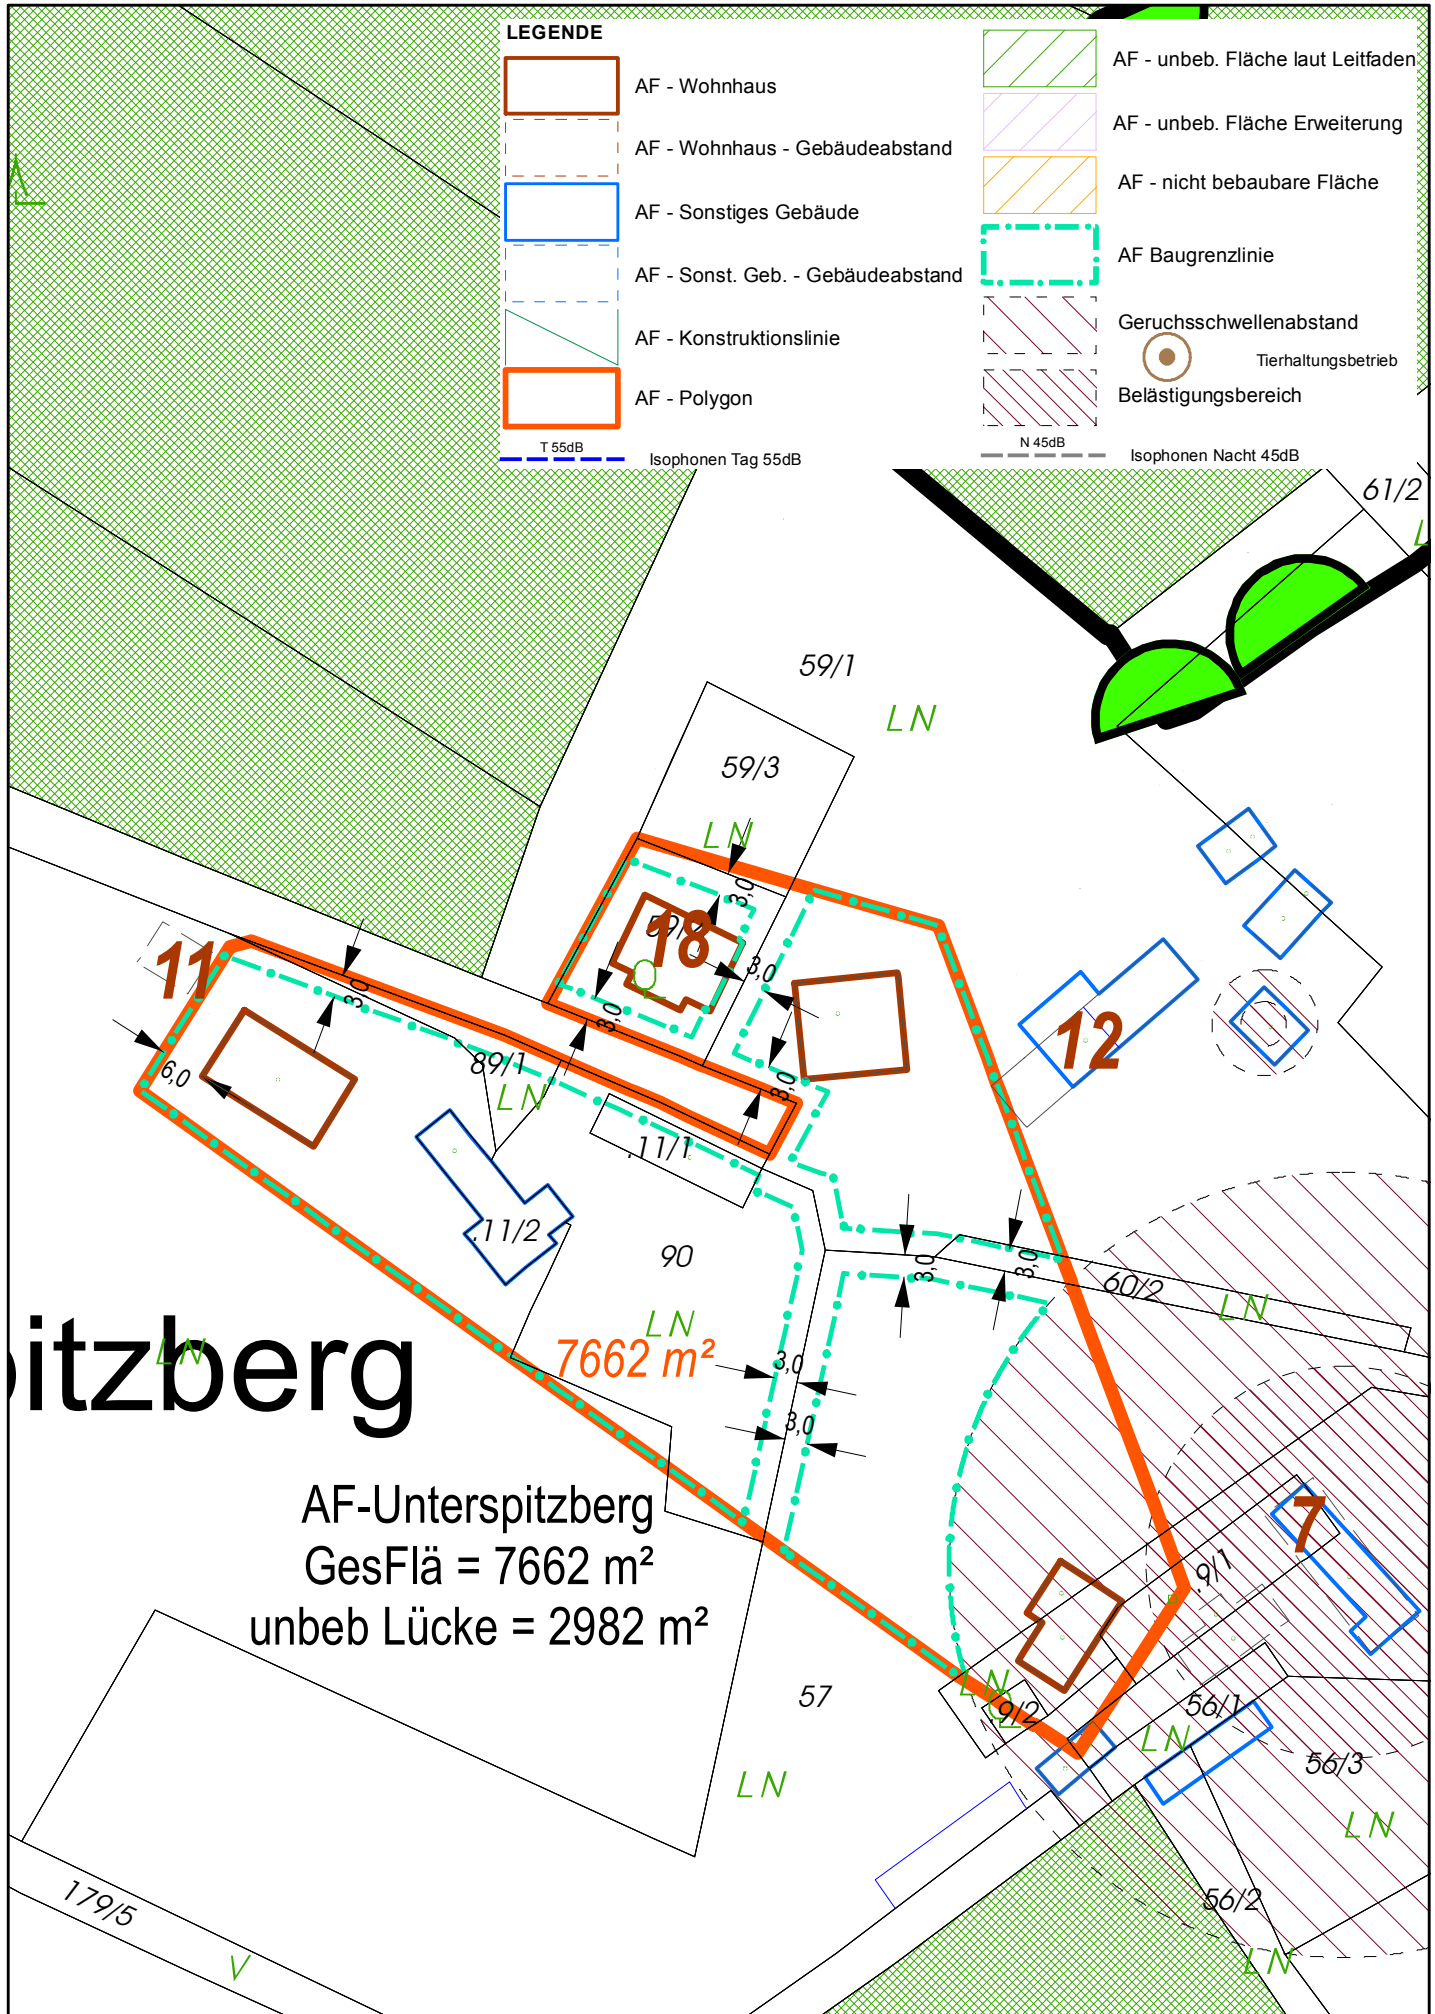 LEGENDE
AF - Wohnhaus
AF - Wohnhaus - Gebäudeabstand
AF - Sonstiges Gebäude
AF - Sonst. Geb. - Gebäudeabstand
AF - Konstruktionslinie
AF - Polygon
T 55dB
Isophonen Tag 55dB
AF - unbeb. Fläche laut Leitfaden
AF - unbeb. Fläche Erweiterung
AF - nicht bebaubare Fläche
AF Baugrenzlinie
Geruchsschwellenabstand
Tierhaltungsbetrieb
Belästigungsbereich
N 45dB
Isophonen Nacht 45dB
61/2
59/1
LN
59/3
LN
3,0
18
3,0
11
3,0
3,0
12
6,0
89/1
LN
3,0
.11/1
.11/2
90
3,0
3,0
60/2
LN
LN
7662 m²
LN
itzberg
3,0
3,0
AF-Unterspitzberg
GesFlä = 7662 m²
unbeb Lücke = 2982 m²
7
.9/1
57
LN
.9/2
56/1
LN
56/3
LN
LN
179/5
V
56/2
LN